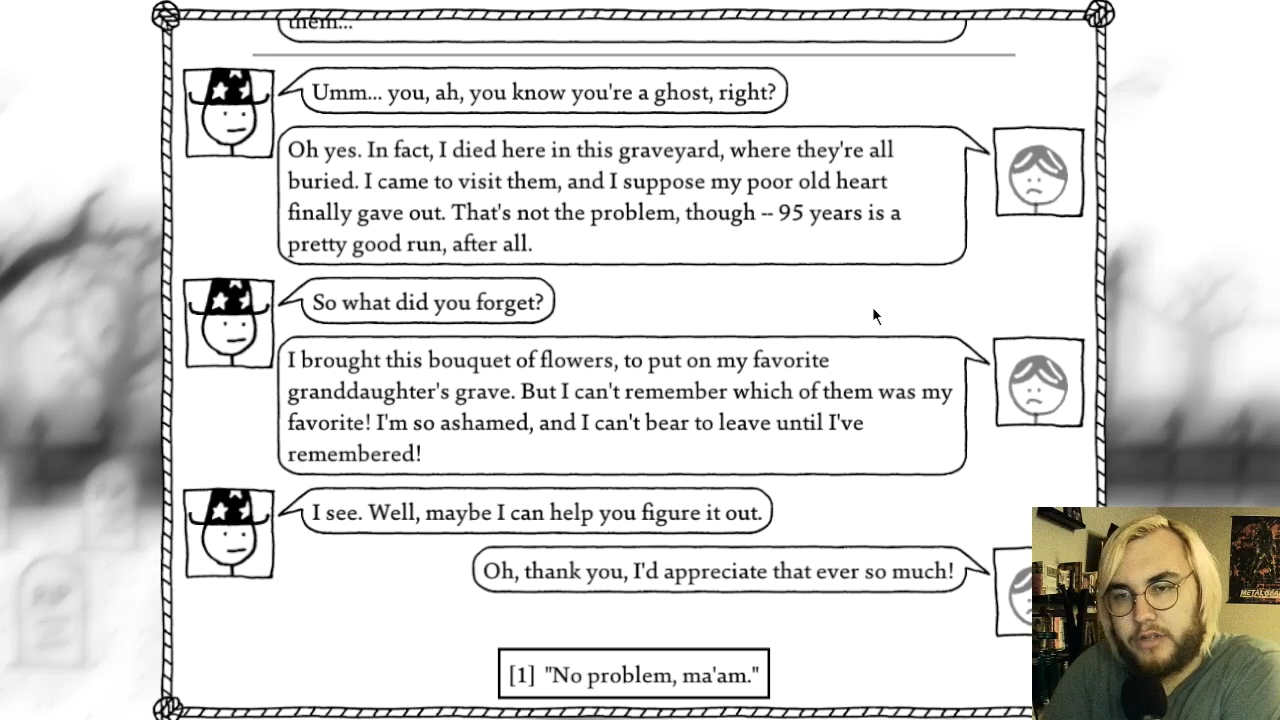 them...
Umm... you, ah, you know you're a ghost, right?
Oh yes. In fact, I died here in this graveyard, where they're all
buried. I came to visit them, and I suppose my poor old heart
finally gave out. That's not the problem, though -- 95 years is a
pretty good run, after all.
So what did you forget?
I brought this bouquet of flowers, to put on my favorite
granddaughter's grave. But I can't remember which of them was my
favorite! I'm so ashamed, and I can't bear to leave until I've
remembered!
I see. Well, maybe I can help you figure it out.
Oh, thank you, I'd appreciate that ever so much!
[1] "No problem, ma'am."
METAL GEAR